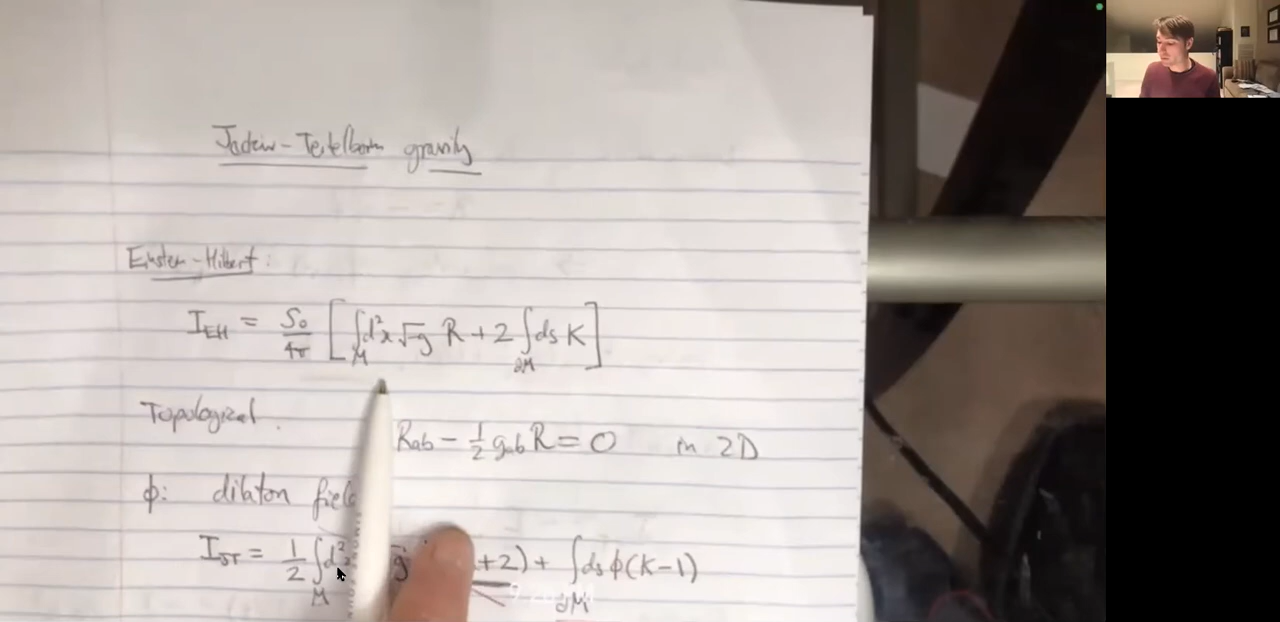 Jackiw-Teitelboim gravity
Einstein-Hilbert:
I_EH = S_0/4π [∫_M d²x √-g R + 2 ∫_∂M ds K]
Topological.
R_ab - 1/2 g_ab R = 0 in 2D
φ: dilaton
I_JT = 1/2 ∫_M d² g +2) + ∫_∂M ds φ(K-1)